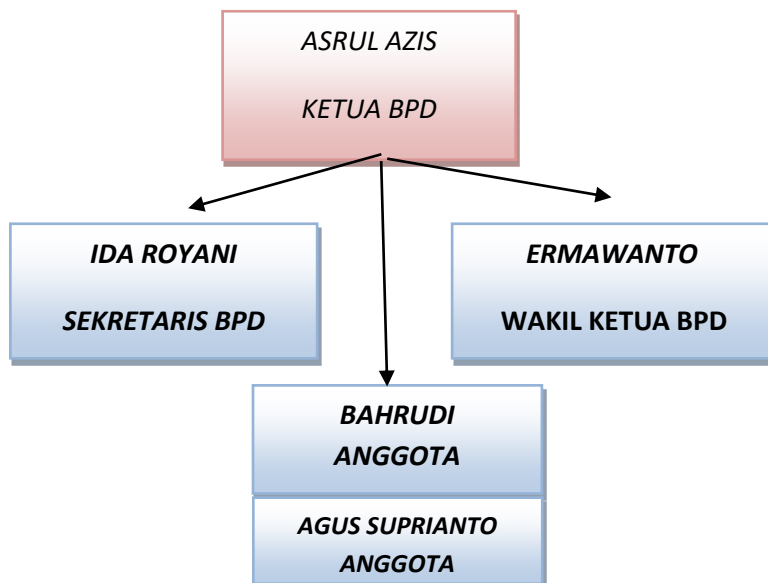 ASRUL AZIS
KETUA BPD
IDA ROYANI
SEKRETARIS BPD
ERMAWANTO
WAKIL KETUA BPD
BAHRUDI
ANGGOTA
AGUS SUPRIANTO
ANGGOTA